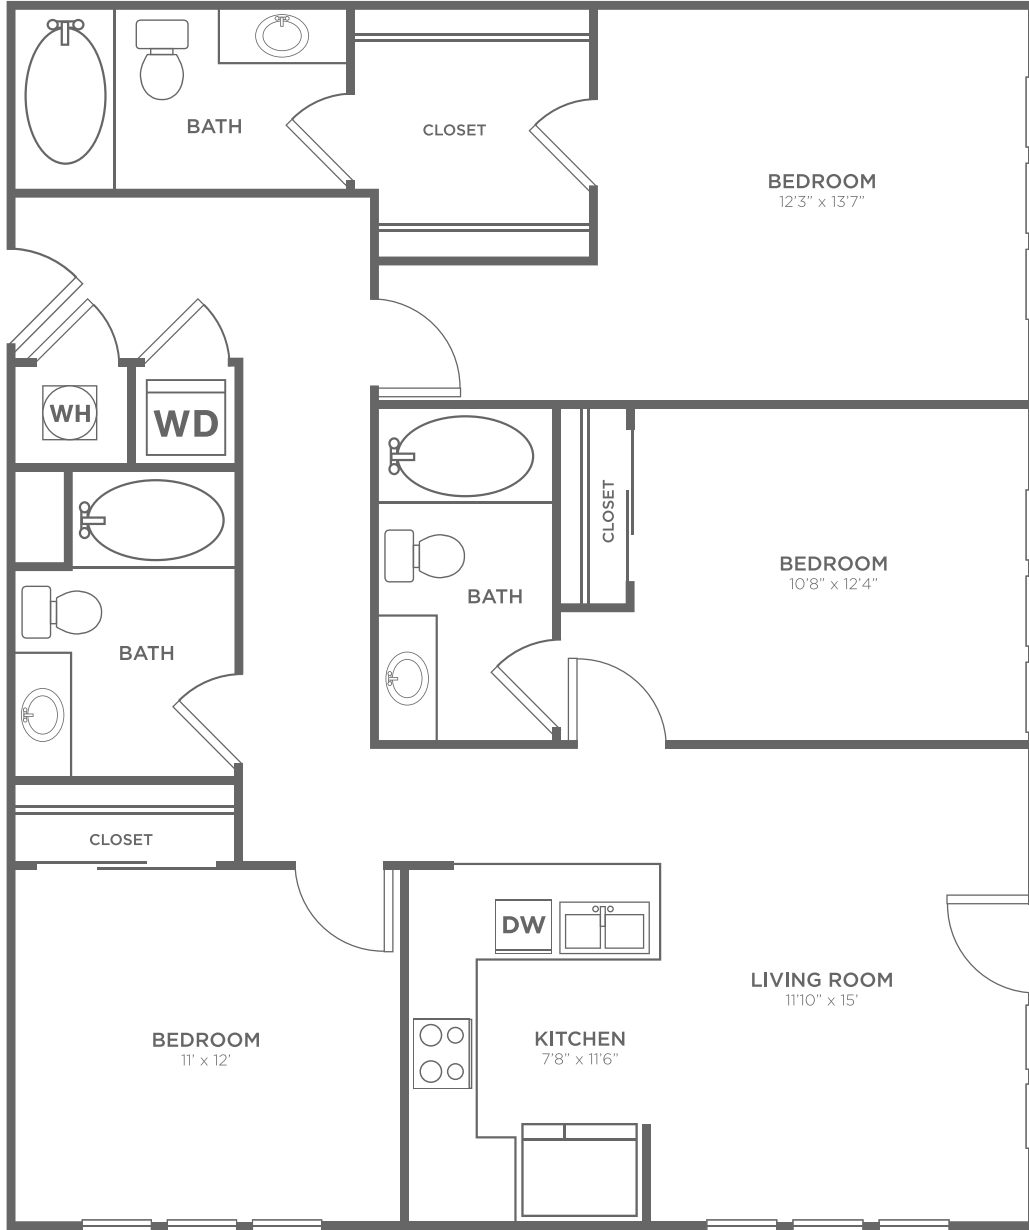 BATH
CLOSET
BEDROOM
12'3" x 13'7"
WH
WD
CLOSET
BEDROOM
10'8" x 12'4"
BATH
BATH
CLOSET
DW
LIVING ROOM
11'10" x 15'
KITCHEN
7'8" x 11'6"
BEDROOM
11' x 12'